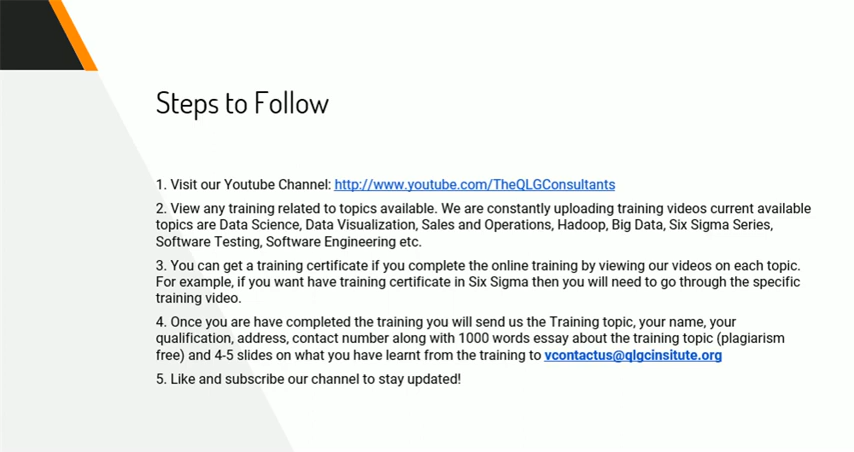 Steps to Follow
1. Visit our Youtube Channel: http://www.youtube.com/TheQLGConsultants
2. View any training related to topics available. We are constantly uploading training videos current available
topics are Data Science, Data Visualization, Sales and Operations, Hadoop, Big Data, Six Sigma Series,
Software Testing, Software Engineering etc.
3. You can get a training certificate if you complete the online training by viewing our videos on each topic.
For example, if you want have training certificate in Six Sigma then you will need to go through the specific
training video.
4. Once you are have completed the training you will send us the Training topic, your name, your
qualification, address, contact number along with 1000 words essay about the training topic (plagiarism
free) and 4-5 slides on what you have learnt from the training to vcontactus@qlgcinsitute.org
5. Like and subscribe our channel to stay updated!